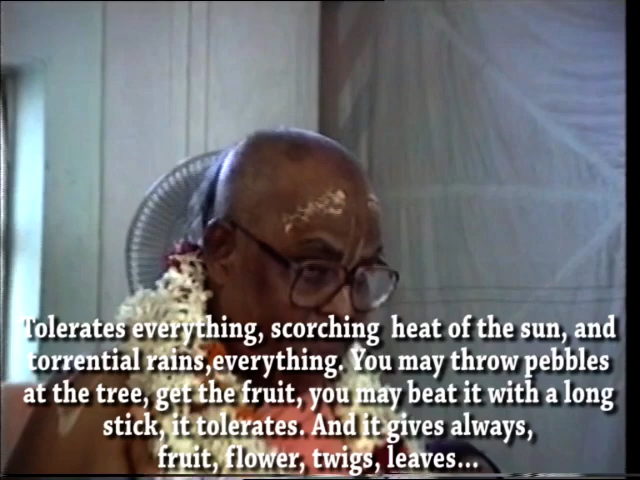 Tolerates everything, scorching heat of the sun, and
torrential rains,everything. You may throw pebbles
at the tree, get the fruit, you may beat it with a long
stick, it tolerates. And it gives always,
fruit, flower, twigs, leaves...